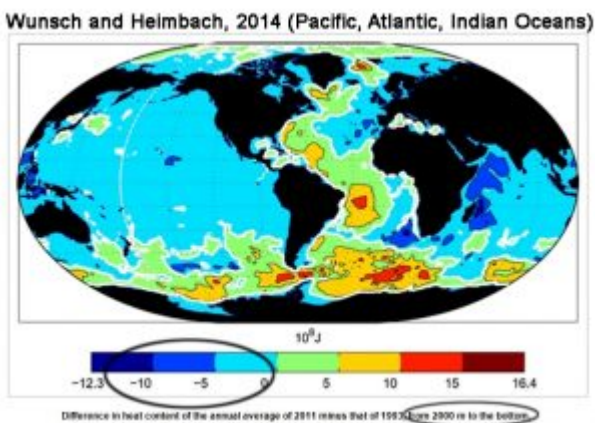 Wunsch and Heimbach, 2014 (Pacific, Atlantic, Indian Oceans)
10⁹J
−12.3 −10 −5 0 5 10 15 16.4
Difference in heat content of the annual average of 2011 minus that of 1993, from 2000 m to the bottom.